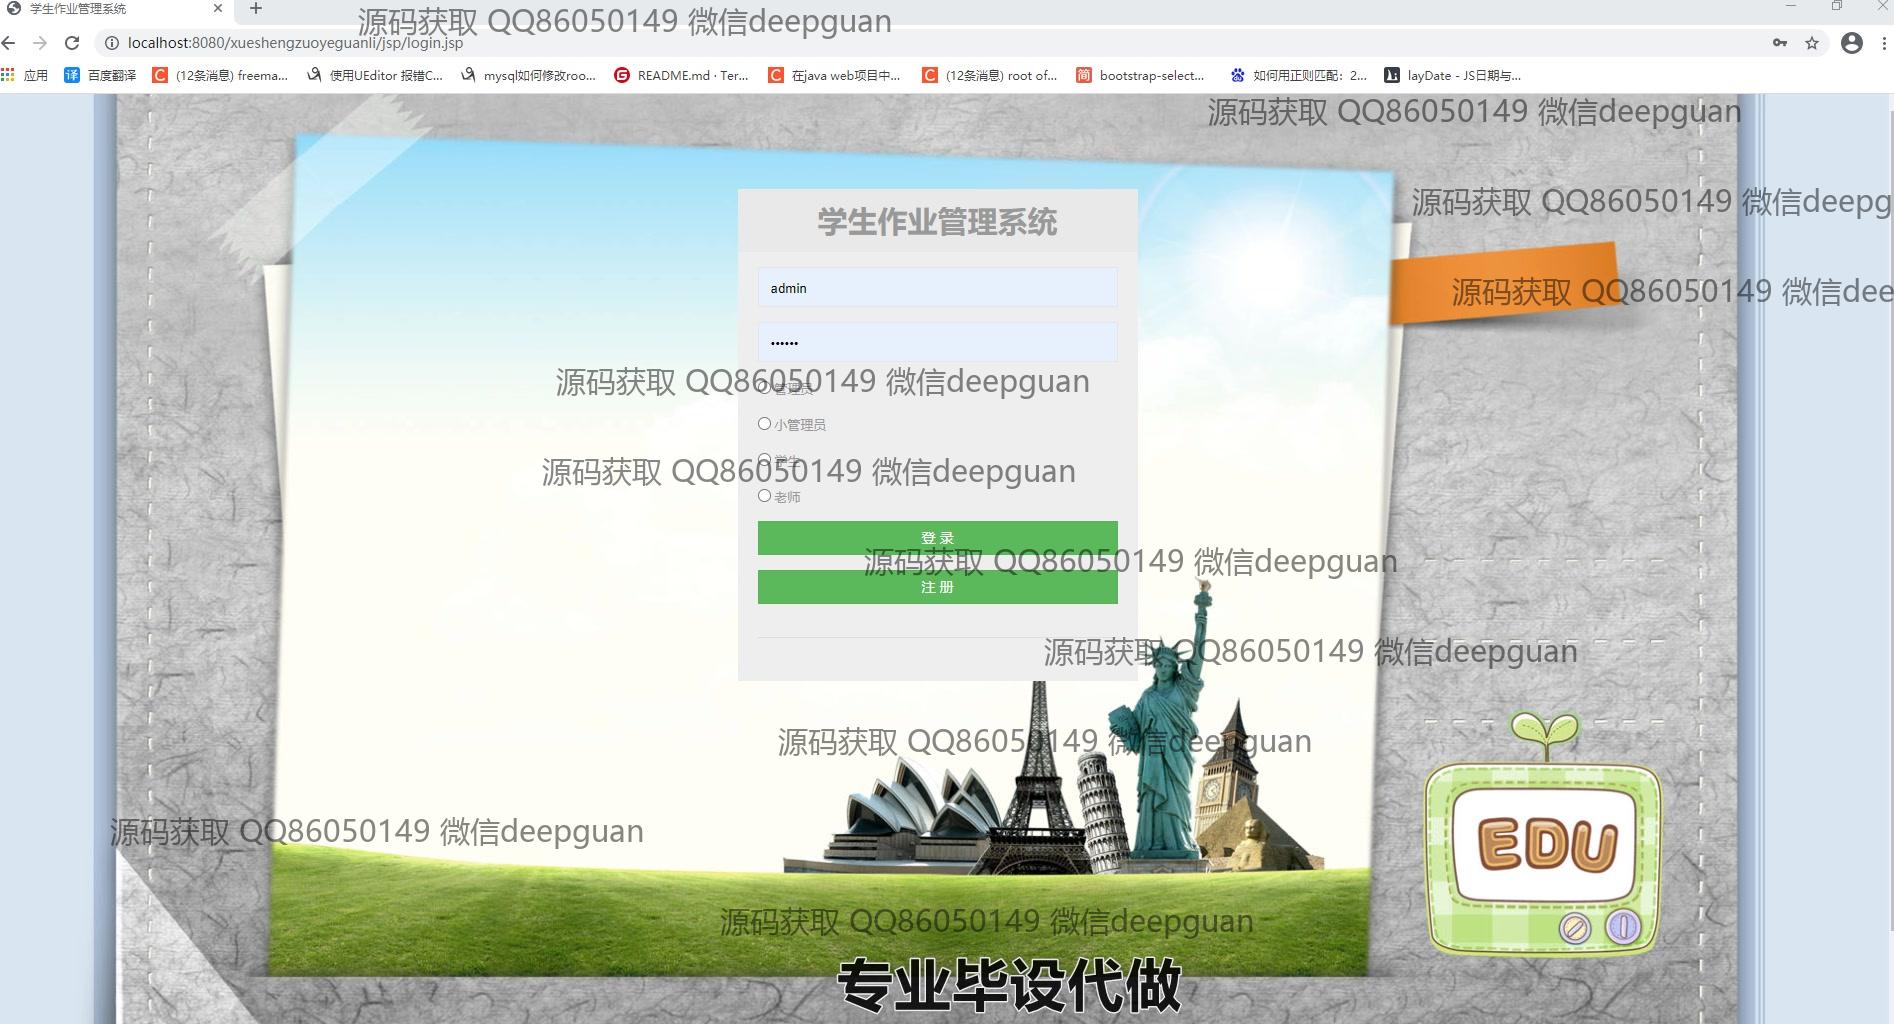 学生作业管理系统
源码获取 QQ86050149 微信deepguan
localhost:8080/xueshengzuoyeguanli/jsp/login.jsp
应用 百度翻译 (12条消息) freema... 使用UEditor 报错C... mysql如何修改roo... README.md · Ter... 在java web项目中... (12条消息) root of... bootstrap-select... 如何用正则匹配：2... layDate - JS日期与...
源码获取 QQ86050149 微信deepguan
源码获取 QQ86050149 微信deepg
学生作业管理系统
源码获取 QQ86050149 微信dee
admin
源码获取 QQ86050149 微信deepguan
管理员
小管理员
学生
源码获取 QQ86050149 微信deepguan
老师
登 录
源码获取 QQ86050149 微信deepguan
注 册
源码获取 QQ86050149 微信deepguan
源码获取 QQ86050149 微信deepguan
源码获取 QQ86050149 微信deepguan
EDU
源码获取 QQ86050149 微信deepguan
专业毕设代做